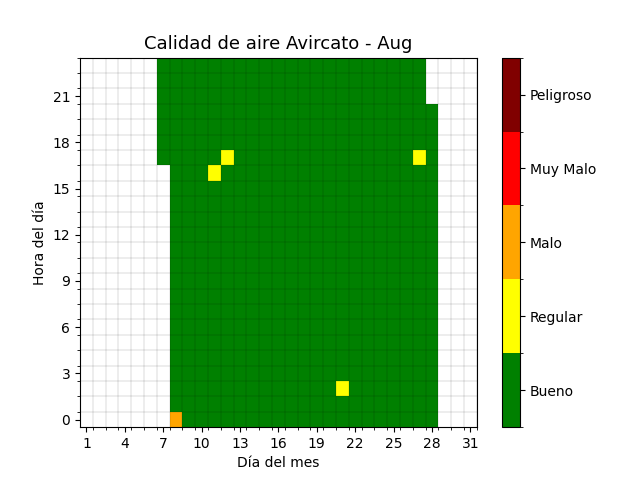 Calidad de aire Avircato - Aug
Hora del día
21
18
15
12
9
6
3
0
1 4 7 10 13 16 19 22 25 28 31
Día del mes
Peligroso
Muy Malo
Malo
Regular
Bueno